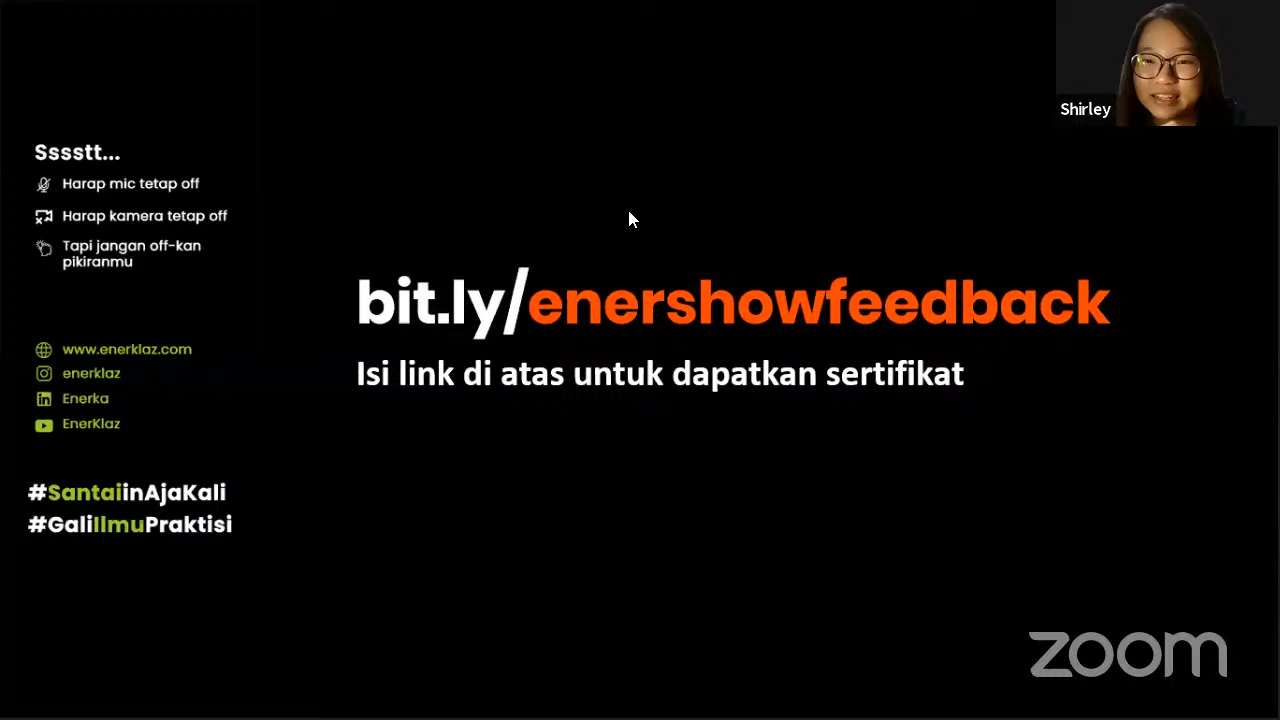 Shirley
Sssstt...
Harap mic tetap off
Harap kamera tetap off
Tapi jangan off-kan
pikiranmu
bit.ly/enershowfeedback
Isi link di atas untuk dapatkan sertifikat
www.enerklaz.com
enerklaz
Enerka
EnerKlaz
#SantaiinAjaKali
#GaliIlmuPraktisi
zoom